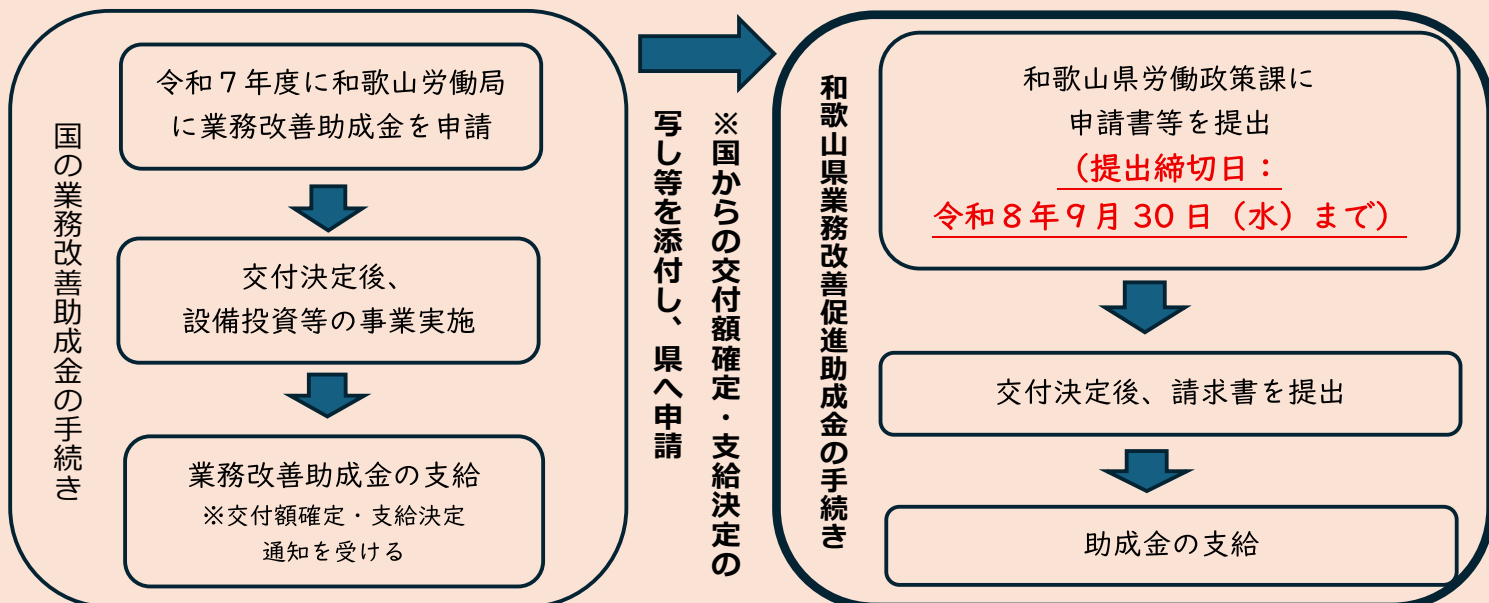 国の業務改善助成金の手続き
令和７年度に和歌山労働局
に業務改善助成金を申請
交付決定後、
設備投資等の事業実施
業務改善助成金の支給
※交付額確定・支給決定
通知を受ける
※国からの交付額確定・支給決定の
写し等を添付し、県へ申請
和歌山県業務改善促進助成金の手続き
和歌山県労働政策課に
申請書等を提出
（提出締切日：
令和８年９月 30 日（水）まで）
交付決定後、請求書を提出
助成金の支給